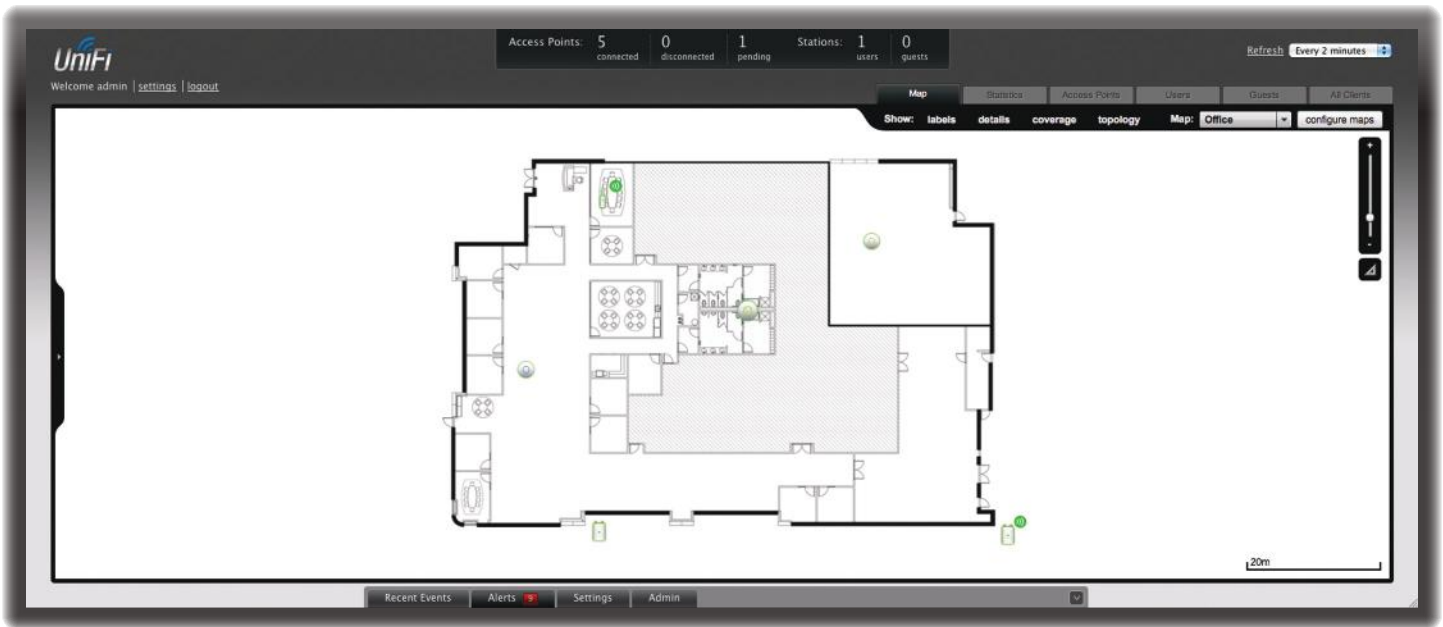 UniFi
Access Points: 5 connected 0 disconnected 1 pending Stations: 1 users 0 guests
Refresh Every 2 minutes
Welcome admin | settings | logout
Map Statistics Access Points Users Guests All Clients
Show: labels details coverage topology Map: Office configure maps
+
-
20m
Recent Events Alerts 9 Settings Admin